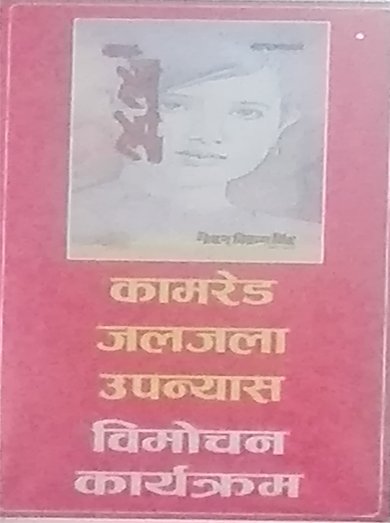 कामरेड
जलजला
उपन्यास
विमोचन
कार्यक्रम